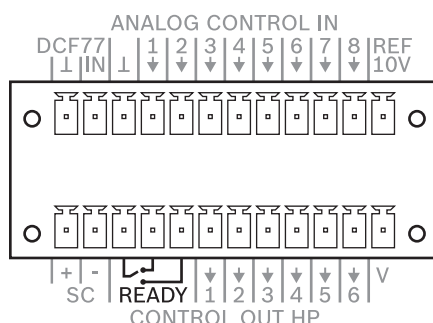 ANALOG CONTROL IN
DCF77 1 2 3 4 5 6 7 8 REF
⊥ IN ⊥ ↓ ↓ ↓ ↓ ↓ ↓ ↓ ↓ 10V
+ - ↓ ↓ ↓ ↓ ↓ ↓ V
SC READY 1 2 3 4 5 6
CONTROL OUT HP